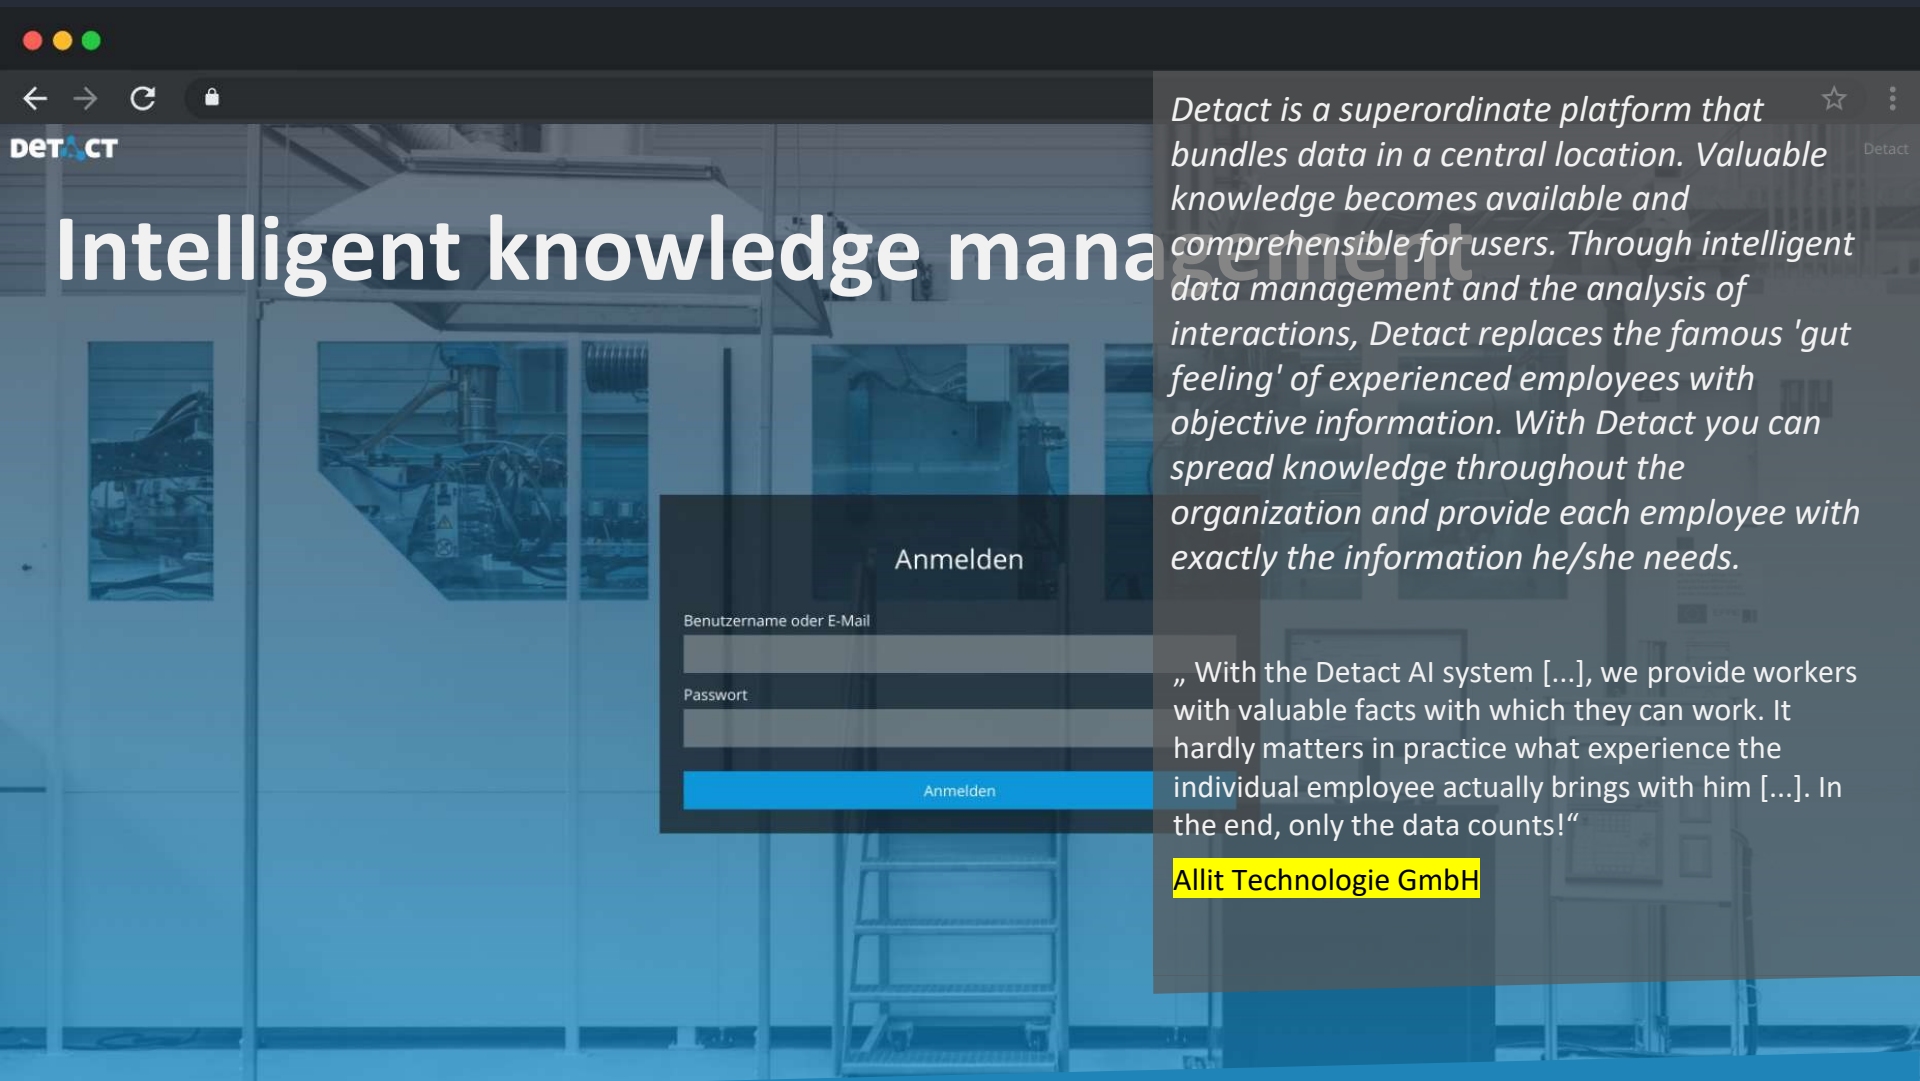 DETACT
Detact
Intelligent knowledge management
Detact is a superordinate platform that
bundles data in a central location. Valuable
knowledge becomes available and
comprehensible for users. Through intelligent
data management and the analysis of
interactions, Detact replaces the famous 'gut
feeling' of experienced employees with
objective information. With Detact you can
spread knowledge throughout the
organization and provide each employee with
exactly the information he/she needs.
Anmelden
Benutzername oder E-Mail
Passwort
Anmelden
„ With the Detact AI system [...], we provide workers
with valuable facts with which they can work. It
hardly matters in practice what experience the
individual employee actually brings with him [...]. In
the end, only the data counts!“
Allit Technologie GmbH